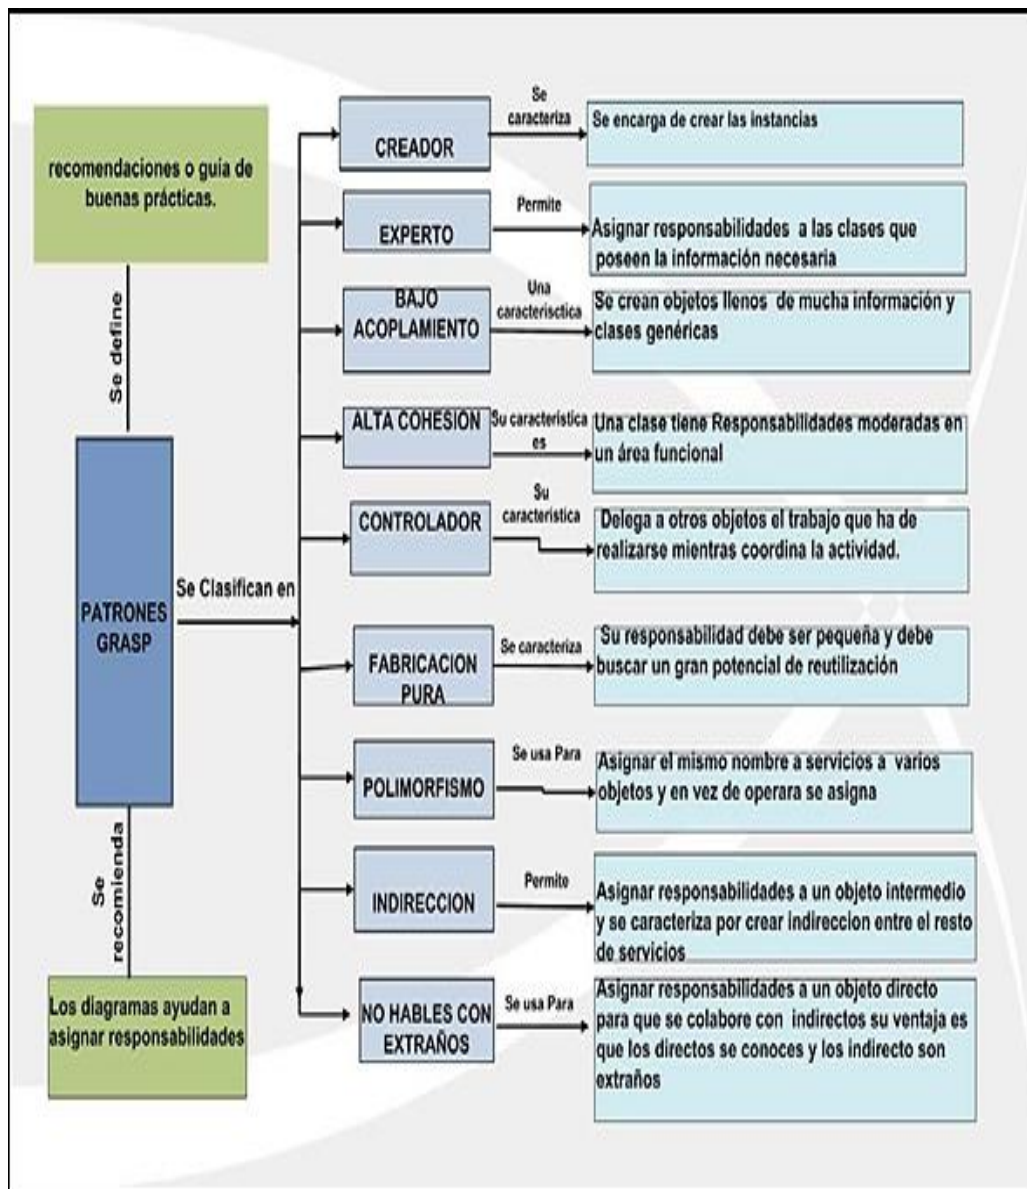 recomendaciones o guía de
buenas prácticas.
Se define
PATRONES
GRASP
Se
recomienda
Los diagramas ayudan a
asignar responsabilidades
Se Clasifican en
CREADOR
Se
caracteriza
Se encarga de crear las instancias
EXPERTO
Permite
Asignar responsabilidades a las clases que
poseen la información necesaria
BAJO
ACOPLAMIENTO
Una
caracterisctica
Se crean objetos llenos de mucha información y
clases genéricas
ALTA COHESION
Su caracteristica
es
Una clase tiene Responsabilidades moderadas en
un área funcional
CONTROLADOR
Su
característica
Delega a otros objetos el trabajo que ha de
realizarse mientras coordina la actividad.
FABRICACION
PURA
Se caracteriza
Su responsabilidad debe ser pequeña y debe
buscar un gran potencial de reutilización
POLIMORFISMO
Se usa Para
Asignar el mismo nombre a servicios a varios
objetos y en vez de operara se asigna
INDIRECCION
Permite
Asignar responsabilidades a un objeto intermedio
y se caracteriza por crear indireccion entre el resto
de servicios
NO HABLES CON
EXTRAÑOS
Se usa Para
Asignar responsabilidades a un objeto directo
para que se colabore con indirectos su ventaja es
que los directos se conoces y los indirecto son
extraños